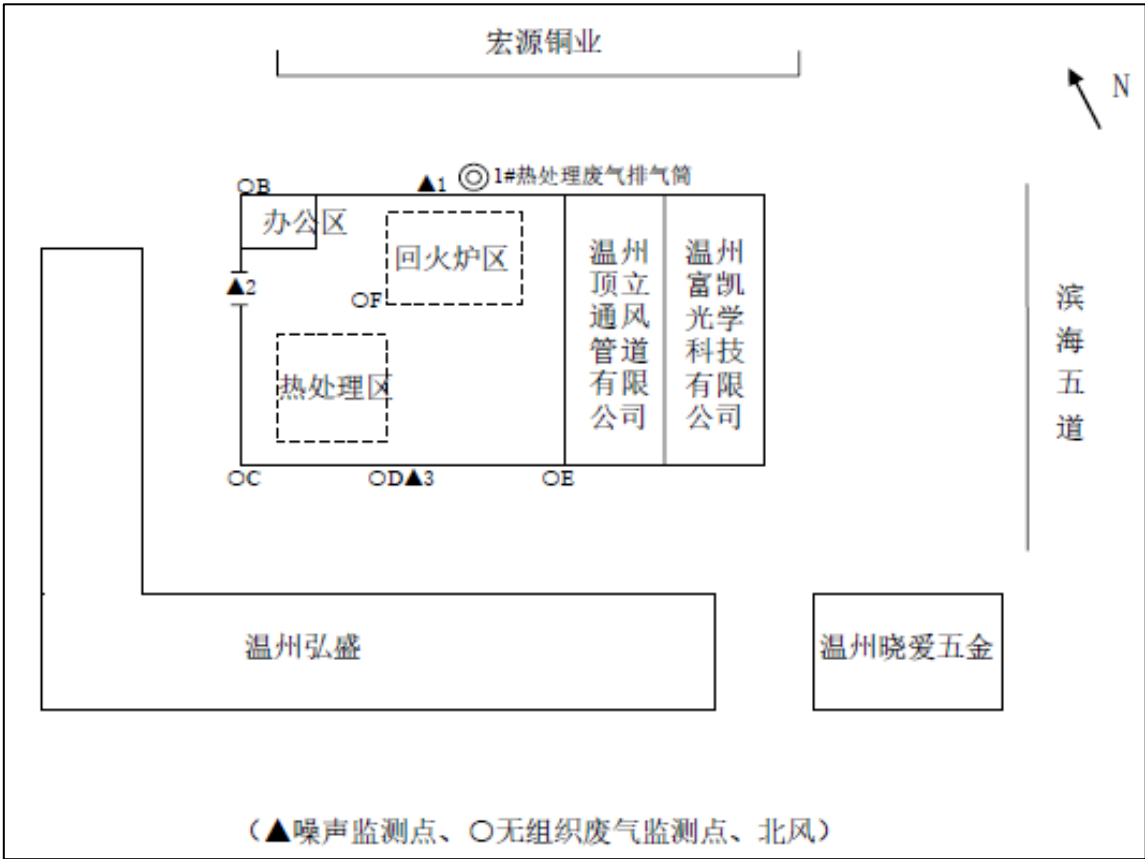 宏源铜业
N
◎1#热处理废气排气筒
▲1
○B
办公区
回火炉区
▲2
○F
热处理区
温州顶立通风管道有限公司
温州富凯光学科技有限公司
滨海五道
○C
○D▲3
○E
温州弘盛
温州晓爱五金
（▲噪声监测点、○无组织废气监测点、北风）